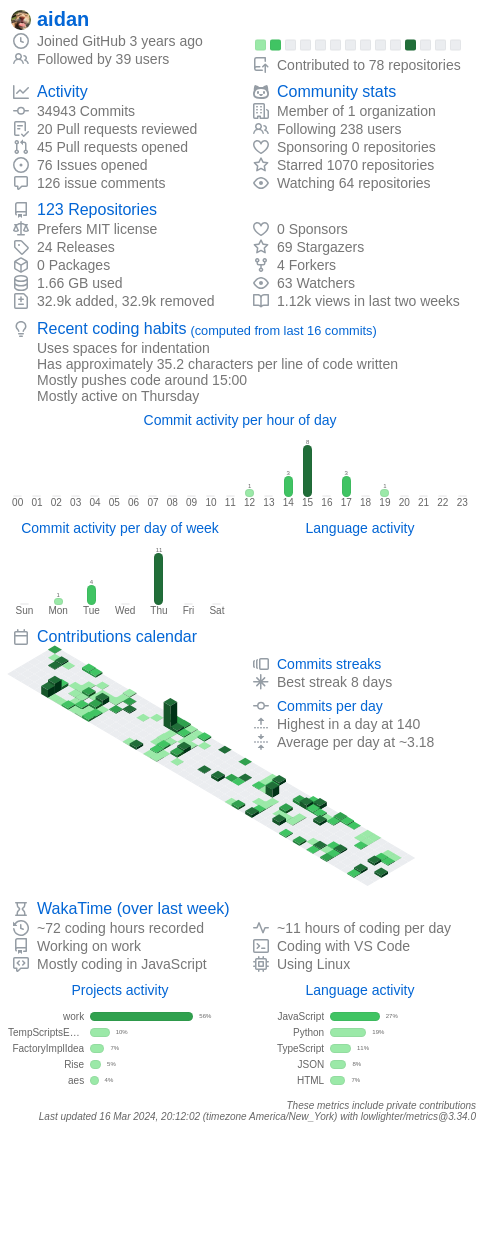 aidan
Joined GitHub 3 years ago
Followed by 39 users
Contributed to 78 repositories
Activity
34943 Commits
20 Pull requests reviewed
45 Pull requests opened
76 Issues opened
126 issue comments
Community stats
Member of 1 organization
Following 238 users
Sponsoring 0 repositories
Starred 1070 repositories
Watching 64 repositories
123 Repositories
Prefers MIT license
24 Releases
0 Packages
1.66 GB used
32.9k added, 32.9k removed
0 Sponsors
69 Stargazers
4 Forkers
63 Watchers
1.12k views in last two weeks
Recent coding habits (computed from last 16 commits)
Uses spaces for indentation
Has approximately 35.2 characters per line of code written
Mostly pushes code around 15:00
Mostly active on Thursday
Commit activity per hour of day
1 3 8 3 1
00 01 02 03 04 05 06 07 08 09 10 11 12 13 14 15 16 17 18 19 20 21 22 23
Commit activity per day of week
1 4 11
Sun Mon Tue Wed Thu Fri Sat
Language activity
Contributions calendar
Commits streaks
Best streak 8 days
Commits per day
Highest in a day at 140
Average per day at ~3.18
WakaTime (over last week)
~72 coding hours recorded
Working on work
Mostly coding in JavaScript
~11 hours of coding per day
Coding with VS Code
Using Linux
Projects activity
work 56%
TempScriptsE... 10%
FactoryImplIdea 7%
Rise 5%
aes 4%
Language activity
JavaScript 27%
Python 19%
TypeScript 11%
JSON 8%
HTML 7%
These metrics include private contributions
Last updated 16 Mar 2024, 20:12:02 (timezone America/New_York) with lowlighter/metrics@3.34.0